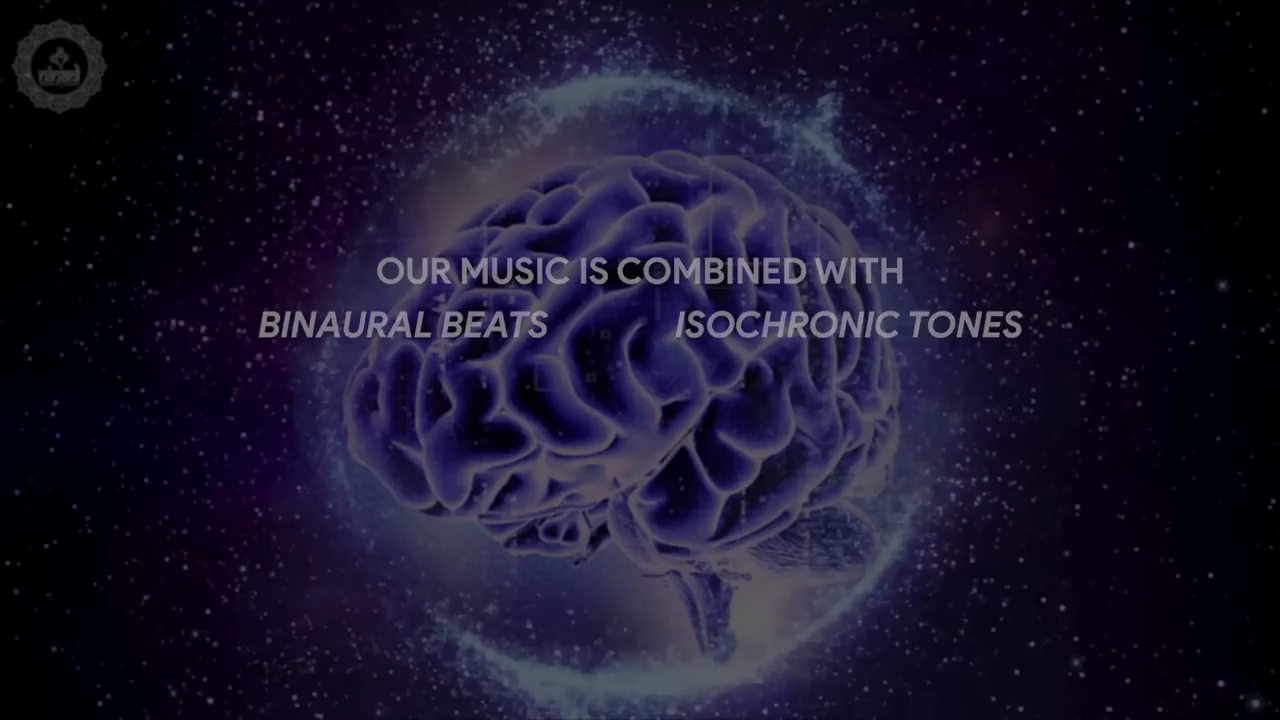 OUR MUSIC IS COMBINED WITH
BINAURAL BEATS ISOCHRONIC TONES